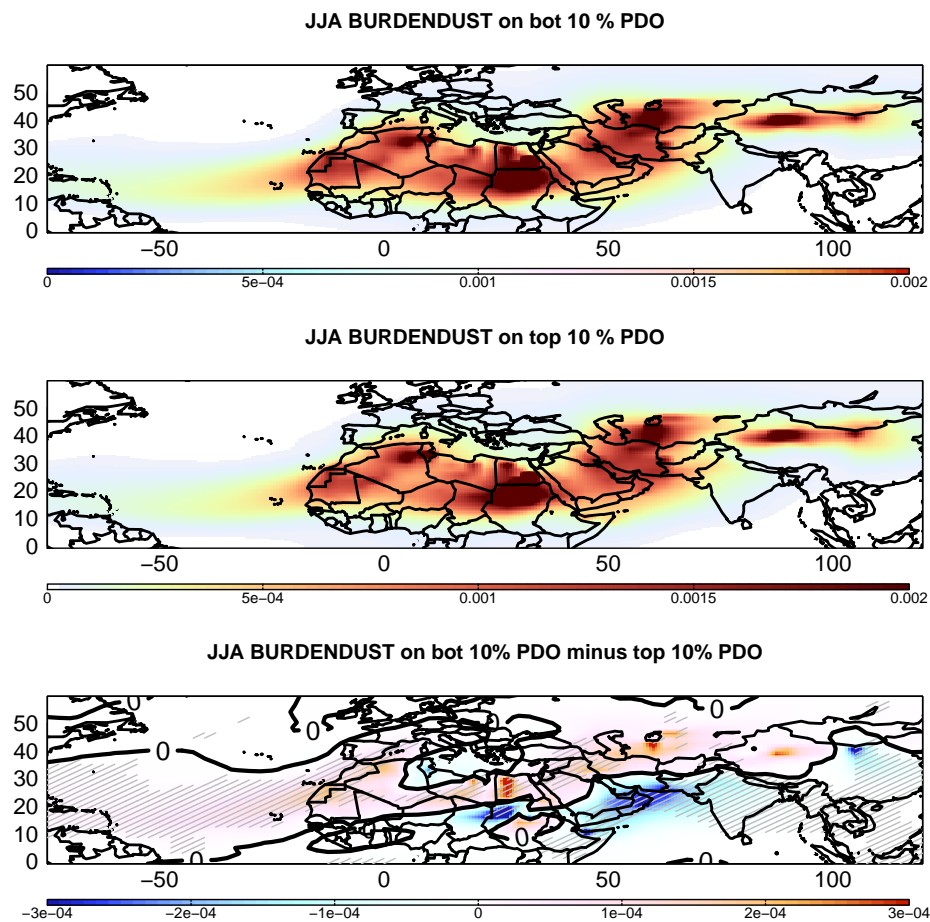 JJA BURDENDUST on bot 10 % PDO
50
40
30
20
10
0
−50 0 50 100
0 5e−04 0.001 0.0015 0.002
JJA BURDENDUST on top 10 % PDO
50
40
30
20
10
0
−50 0 50 100
0 5e−04 0.001 0.0015 0.002
JJA BURDENDUST on bot 10% PDO minus top 10% PDO
0 0 0
50
0
40
30
20
10
0
0
0 0
−50 0 50 100
−3e−04 −2e−04 −1e−04 0 1e−04 2e−04 3e−04